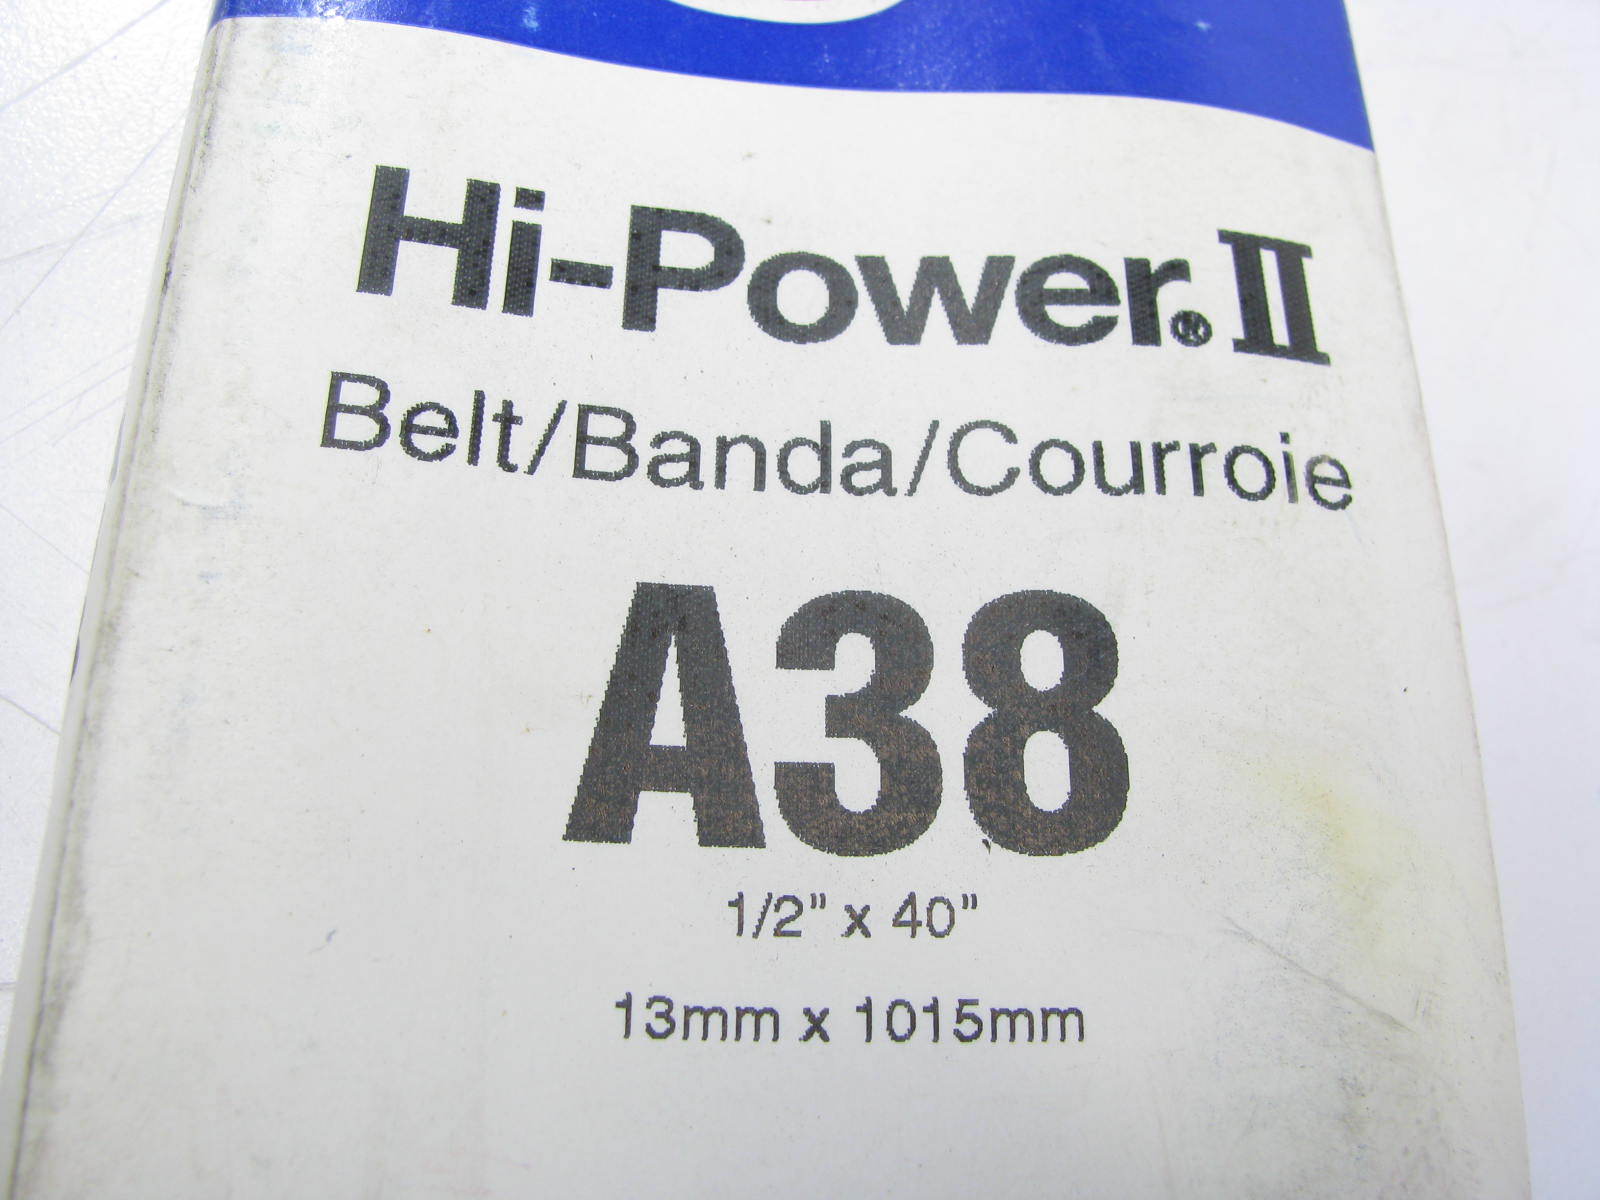 Hi-Power® II
Belt/Banda/Courroie
A38
1/2" x 40"
13mm x 1015mm